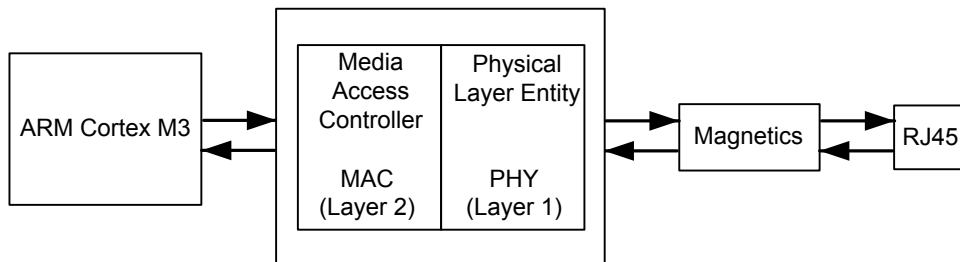 ARM Cortex M3
Media
Access
Controller
MAC
(Layer 2)
Physical
Layer Entity
PHY
(Layer 1)
Magnetics
RJ45